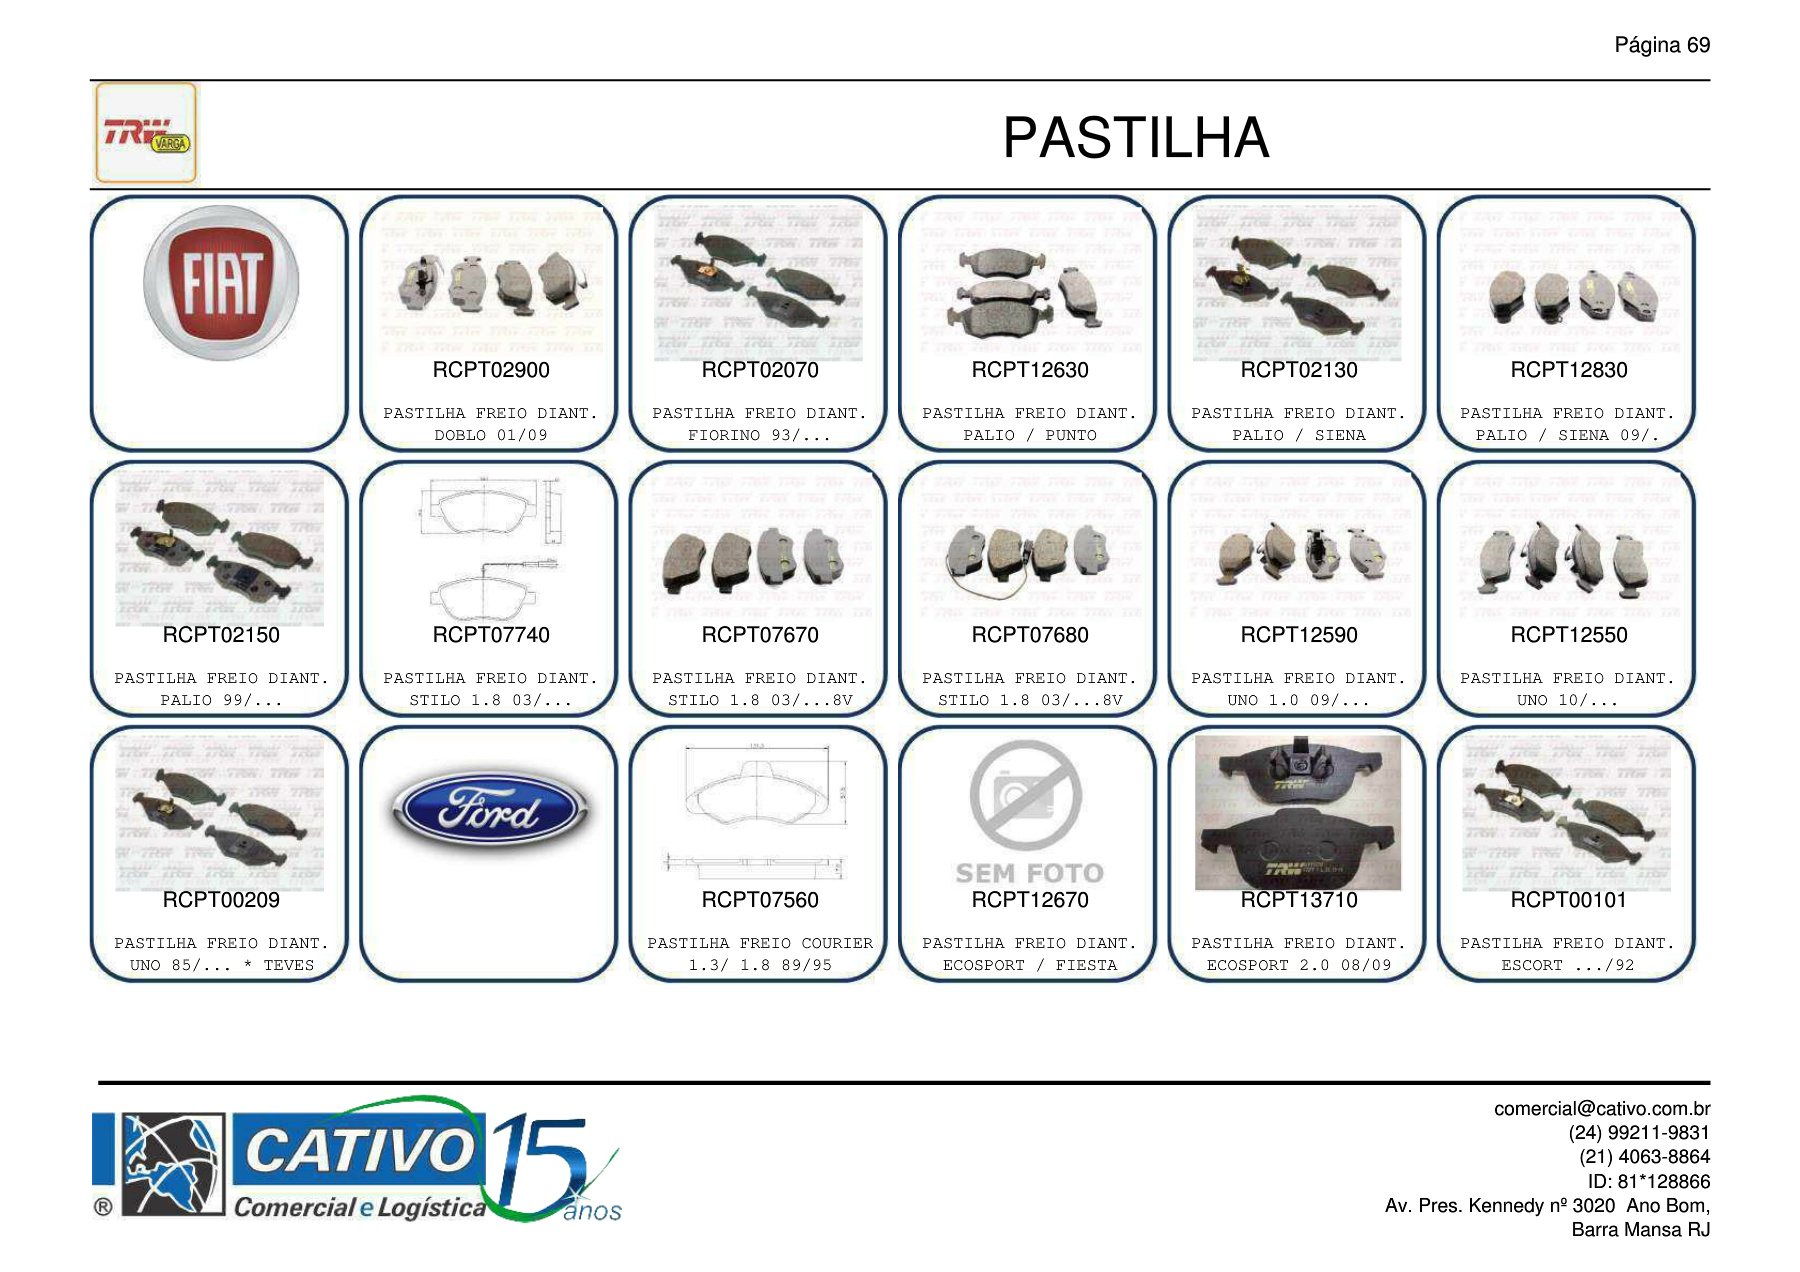 Página 69
TRW
VARGA
PASTILHA
FIAT
RCPT02900
PASTILHA FREIO DIANT.
DOBLO 01/09
RCPT02070
PASTILHA FREIO DIANT.
FIORINO 93/...
RCPT12630
PASTILHA FREIO DIANT.
PALIO / PUNTO
RCPT02130
PASTILHA FREIO DIANT.
PALIO / SIENA
RCPT12830
PASTILHA FREIO DIANT.
PALIO / SIENA 09/.
RCPT02150
PASTILHA FREIO DIANT.
PALIO 99/...
RCPT07740
PASTILHA FREIO DIANT.
STILO 1.8 03/...
RCPT07670
PASTILHA FREIO DIANT.
STILO 1.8 03/...8V
RCPT07680
PASTILHA FREIO DIANT.
STILO 1.8 03/...8V
RCPT12590
PASTILHA FREIO DIANT.
UNO 1.0 09/...
RCPT12550
PASTILHA FREIO DIANT.
UNO 10/...
RCPT00209
PASTILHA FREIO DIANT.
UNO 85/... * TEVES
Ford
RCPT07560
PASTILHA FREIO COURIER
1.3/ 1.8 89/95
SEM FOTO
RCPT12670
PASTILHA FREIO DIANT.
ECOSPORT / FIESTA
TRW
RCPT13710
PASTILHA FREIO DIANT.
ECOSPORT 2.0 08/09
RCPT00101
PASTILHA FREIO DIANT.
ESCORT .../92
CATIVO
Comercial e Logística
®
15
anos
comercial@cativo.com.br
(24) 99211-9831
(21) 4063-8864
ID: 81*128866
Av. Pres. Kennedy nº 3020 Ano Bom,
Barra Mansa RJ